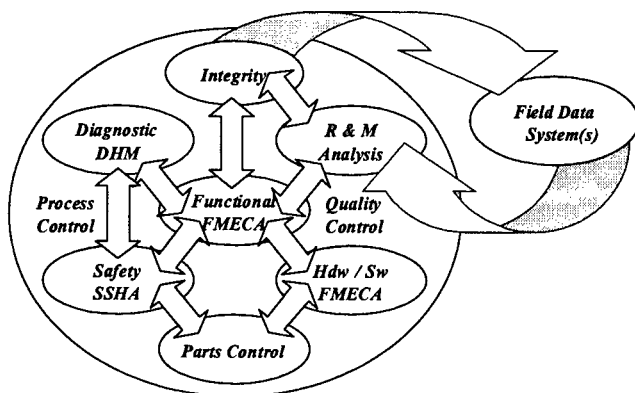 Integrity
Field Data
System(s)
Diagnostic
DHM
R & M
Analysis
Process
Control
Functional
FMECA
Quality
Control
Safety
SSHA
Hdw / Sw
FMECA
Parts Control